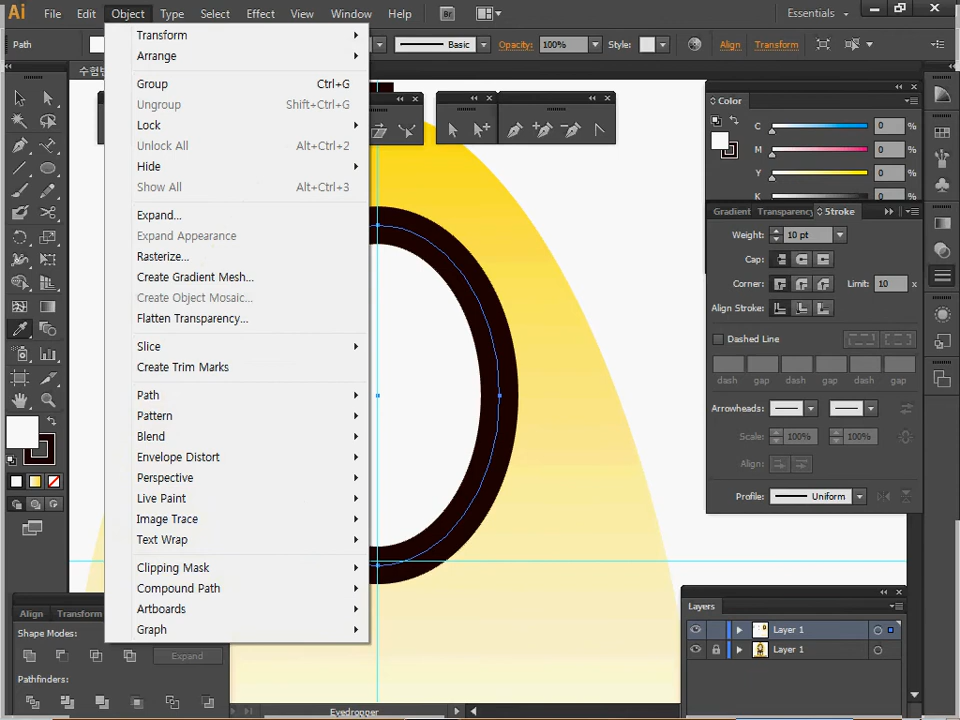 Ai File Edit Object Type Select Effect View Window Help Br Essentials
Path Basic Opacity: 100% Style: Align Transform
수험번
Transform
Arrange
Group Ctrl+G
Ungroup Shift+Ctrl+G
Lock
Unlock All Alt+Ctrl+2
Hide
Show All Alt+Ctrl+3
Expand...
Expand Appearance
Rasterize...
Create Gradient Mesh...
Create Object Mosaic...
Flatten Transparency...
Slice
Create Trim Marks
Path
Pattern
Blend
Envelope Distort
Perspective
Live Paint
Image Trace
Text Wrap
Clipping Mask
Compound Path
Artboards
Graph
Color
C 0 %
M 0 %
Y 0 %
K 0 %
Gradient Transparency Stroke
Weight: 10 pt
Cap:
Corner: Limit: 10 x
Align Stroke:
Dashed Line
dash gap dash gap dash gap
Arrowheads:
Scale: 100% 100%
Align:
Profile: Uniform
Align Transform
Shape Modes:
Expand
Pathfinders:
Layers
Layer 1
Layer 1
Eyedropper